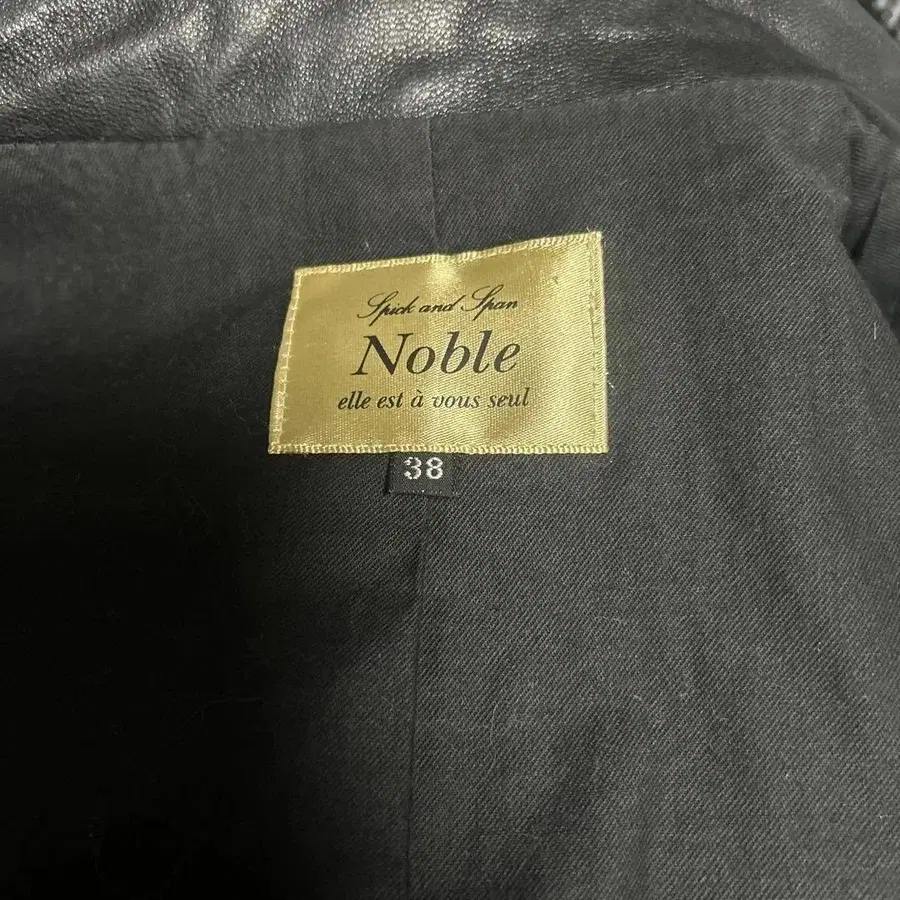 Spick and Span
Noble
elle est à vous seul
38